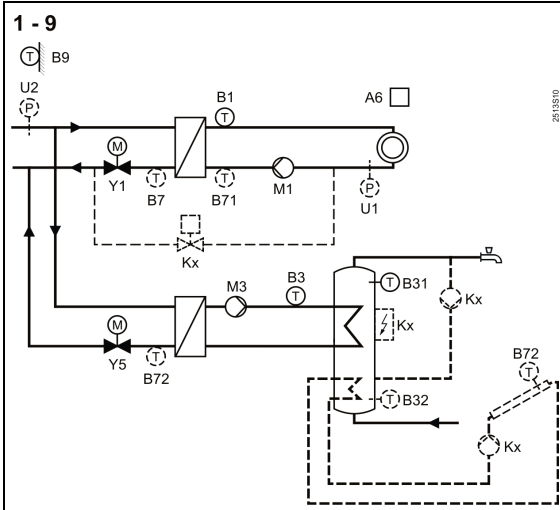 1 - 9
T B9
U2
P
B1
T
A6
2513S10
M
Y1
T
B7
T
B71
M1
P
U1
Kx
M3
B3
T
T B31
Kx
Kx
M
Y5
T
B72
T B32
B72
T
Kx